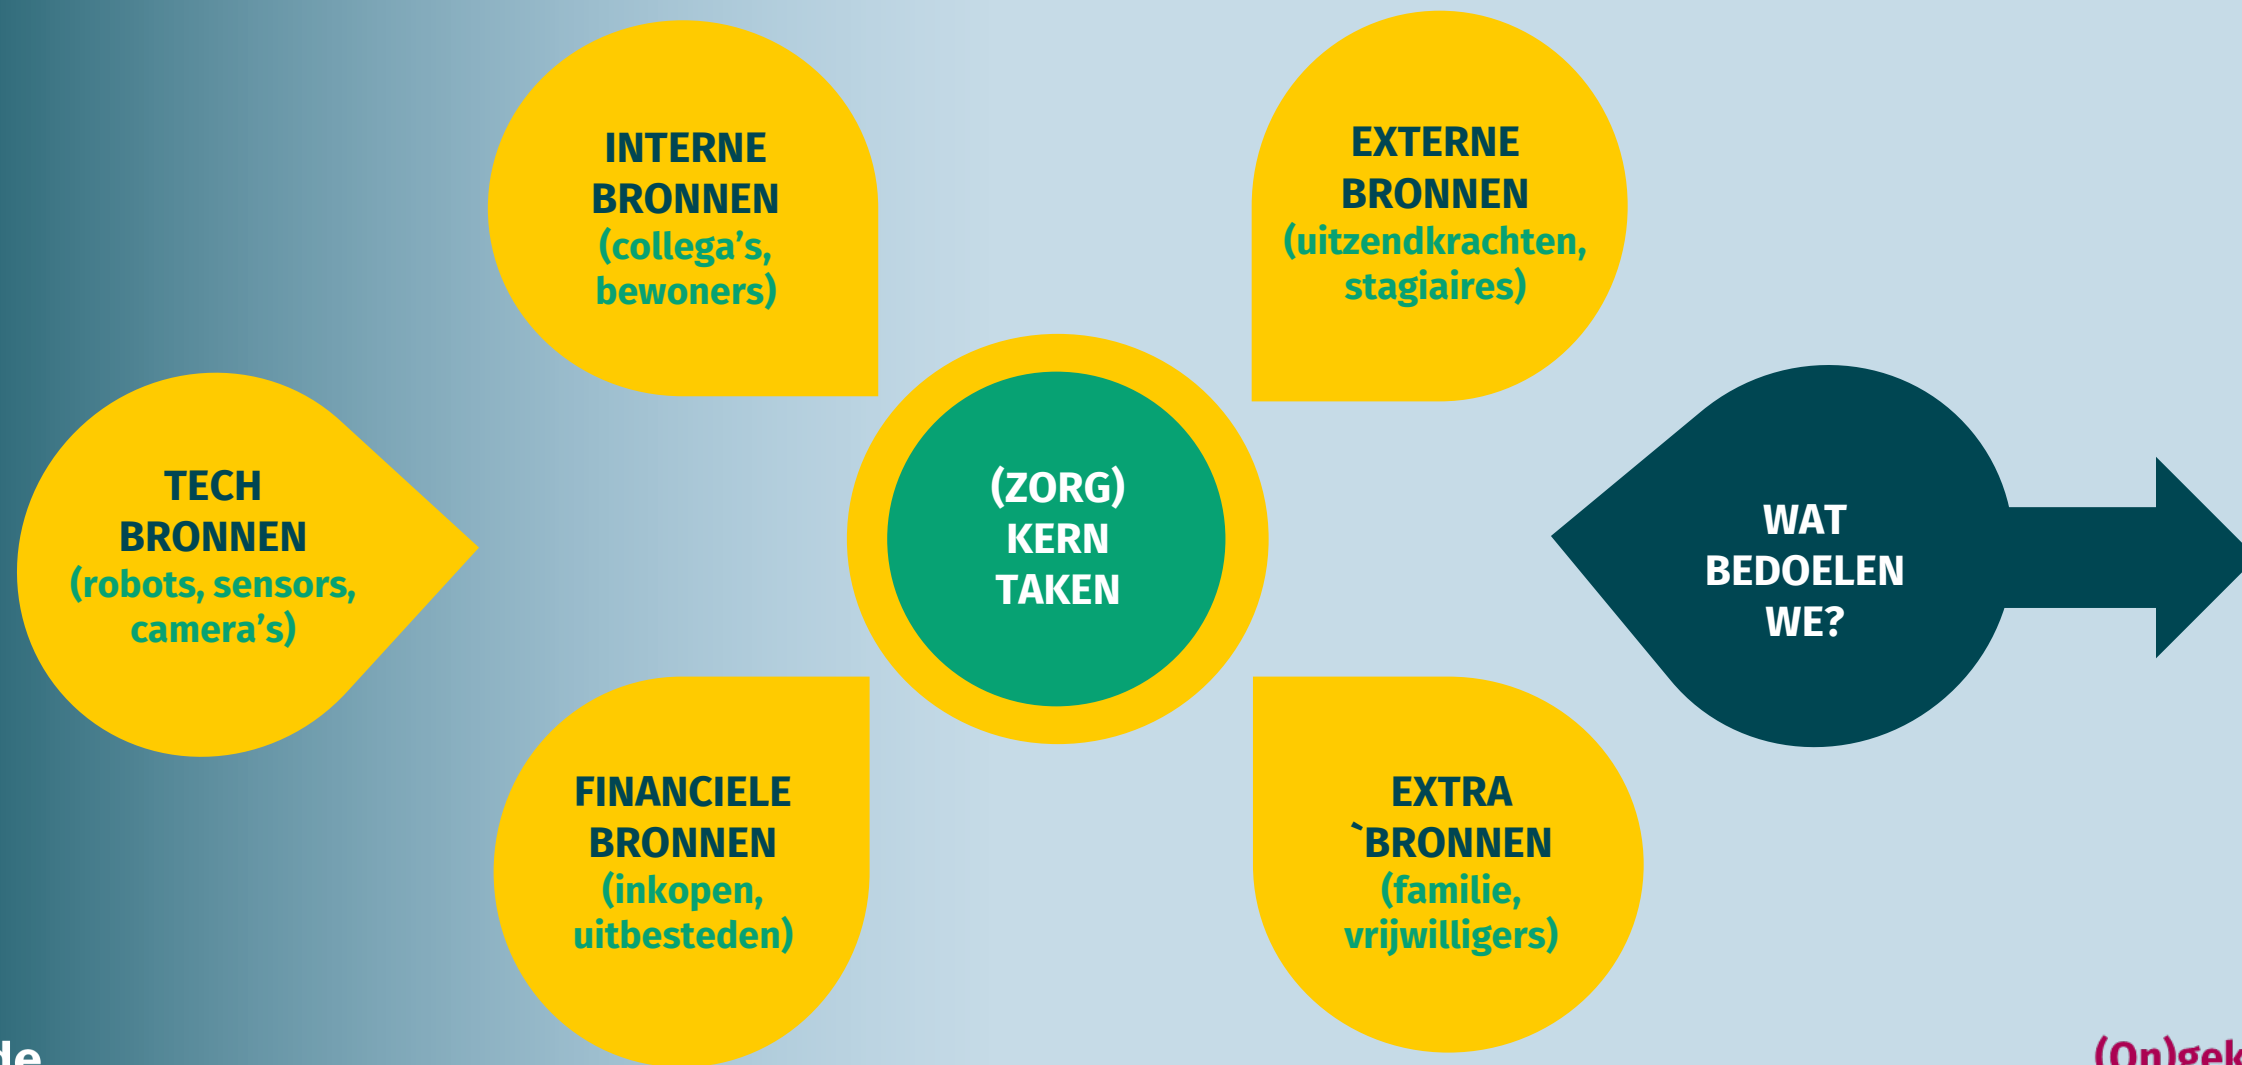 INTERNE
BRONNEN
(collega’s,
bewoners)
EXTERNE
BRONNEN
(uitzendkrachten,
stagiaires)
TECH
BRONNEN
(robots, sensors,
camera’s)
(ZORG)
KERN
TAKEN
WAT
BEDOELEN
WE?
FINANCIELE
BRONNEN
(inkopen,
uitbesteden)
EXTRA
`BRONNEN
(familie,
vrijwilligers)